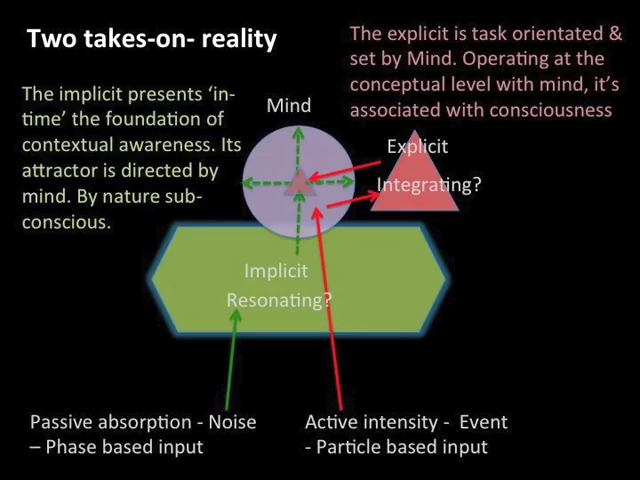 Two takes-on- reality
The explicit is task orientated &
set by Mind. Operating at the
conceptual level with mind, it's
associated with consciousness
The implicit presents 'in-
time' the foundation of
contextual awareness. Its
attractor is directed by
mind. By nature sub-
conscious.
Mind
Explicit
Integrating?
Implicit
Resonating?
Passive absorption - Noise
– Phase based input
Active intensity -  Event
- Particle based input